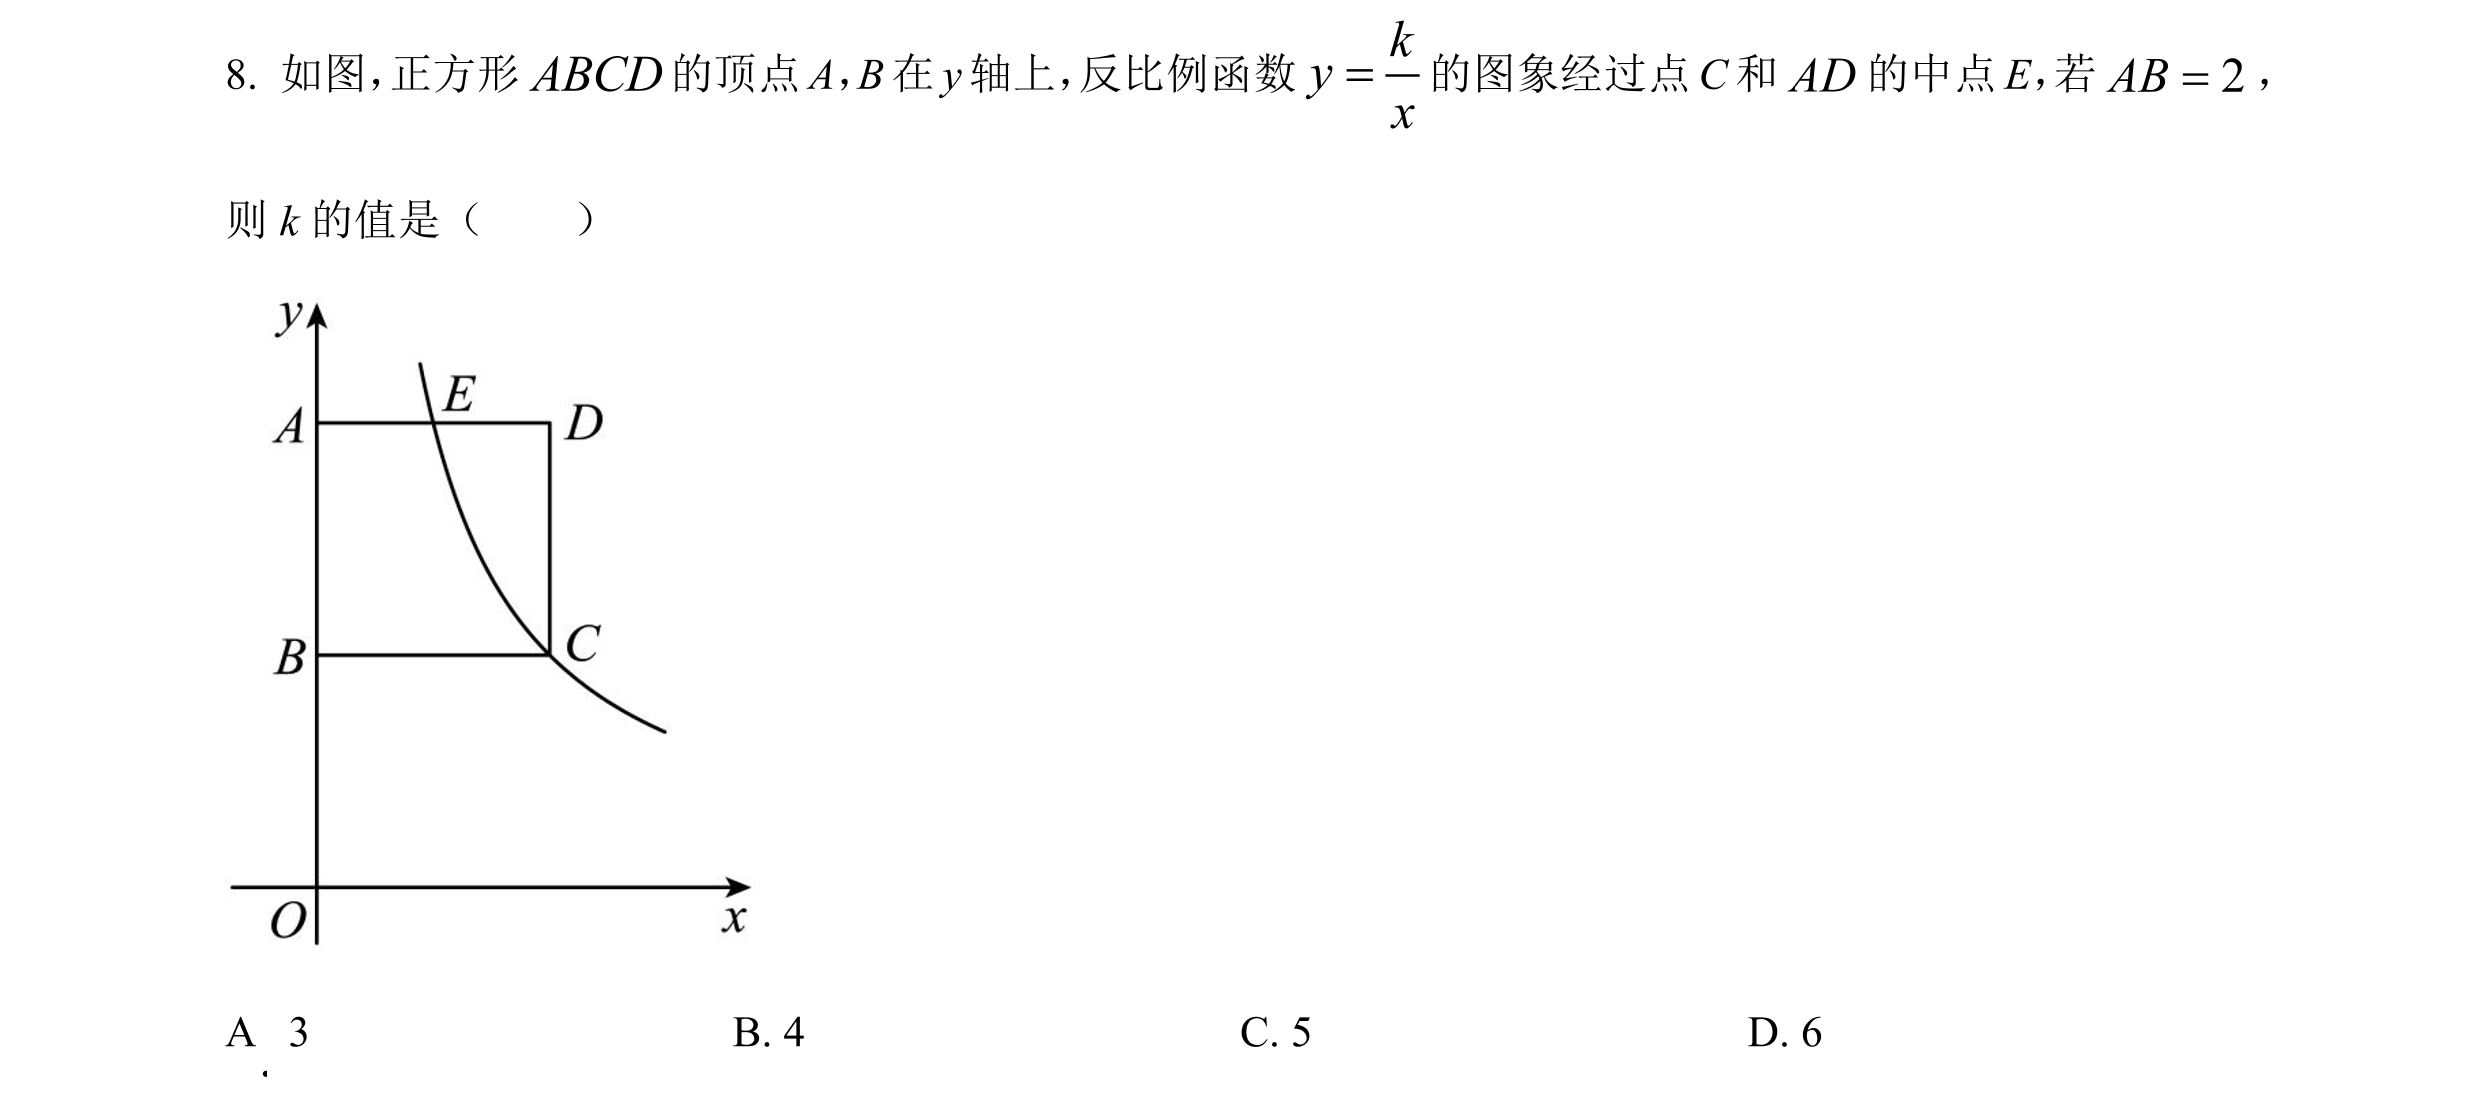 8. 如图,正方形 ABCD 的顶点 A,B 在 y 轴上,反比例函数 y = k/x 的图象经过点 C 和 AD 的中点 E,若 AB = 2,
则 k 的值是（  ）
y
E
A
D
B
C
O
x
A. 3 B. 4 C. 5 D. 6